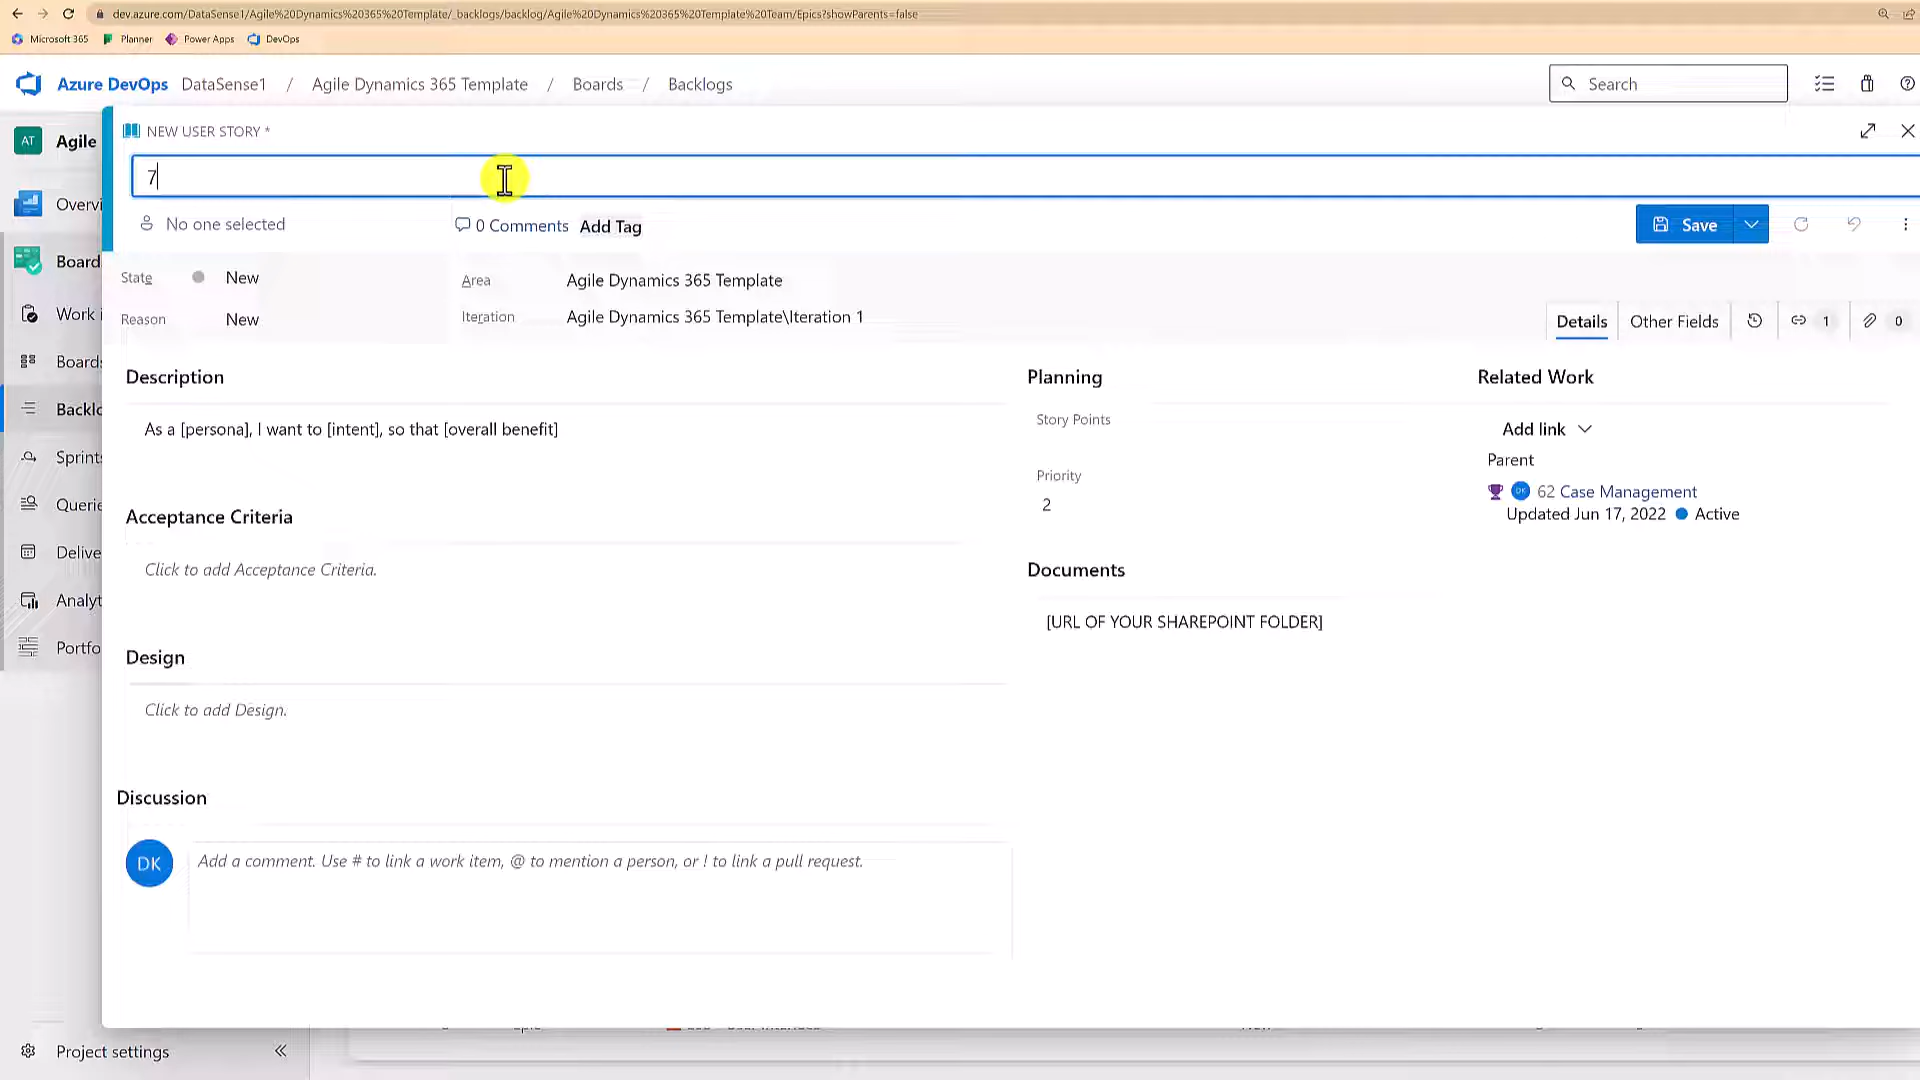 dev.azure.com/DataSense1/Agile%20Dynamics%20365%20Template/_backlogs/backlog/Agile%20Dynamics%20365%20Template%20Team/Epics?showParents=false
Microsoft 365 Planner Power Apps DevOps
Azure DevOps DataSense1 / Agile Dynamics 365 Template / Boards / Backlogs Search
AT Agile
NEW USER STORY *
7
Overvi
No one selected 0 Comments Add Tag Save
Board
State New Area Agile Dynamics 365 Template
Work i
Reason New Iteration Agile Dynamics 365 Template\Iteration 1
Details Other Fields 1 0
Boards
Description Planning Related Work
Backlo
As a [persona], I want to [intent], so that [overall benefit] Story Points Add link
Sprints
Parent
Priority
62 Case Management
DK
2
Querie
Updated Jun 17, 2022 Active
Acceptance Criteria
Delive
Click to add Acceptance Criteria. Documents
Analyt
[URL OF YOUR SHAREPOINT FOLDER]
Portfo
Design
Click to add Design.
Discussion
DK Add a comment. Use # to link a work item, @ to mention a person, or ! to link a pull request.
Project settings